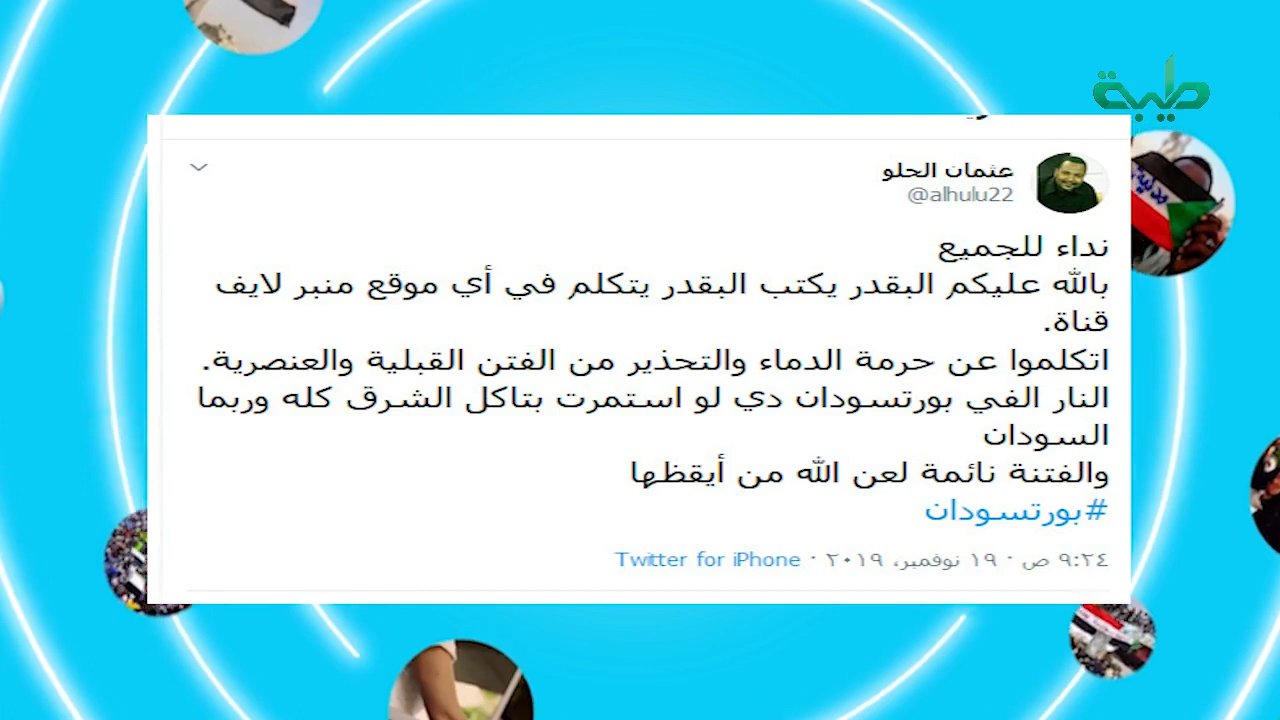 طيبة
عثمان الحلو
@alhulu22
نداء للجميع
بالله عليكم البقدر يكتب البقدر يتكلم في أي موقع منبر لايف
قناة.
اتكلموا عن حرمة الدماء والتحذير من الفتن القبلية والعنصرية.
النار الفي بورتسودان دي لو استمرت بتاكل الشرق كله وربما
السودان
والفتنة نائمة لعن الله من أيقظها
#بورتسودان
٩:٢٤ ص · ١٩ نوفمبر، ٢٠١٩ · Twitter for iPhone
مدنية